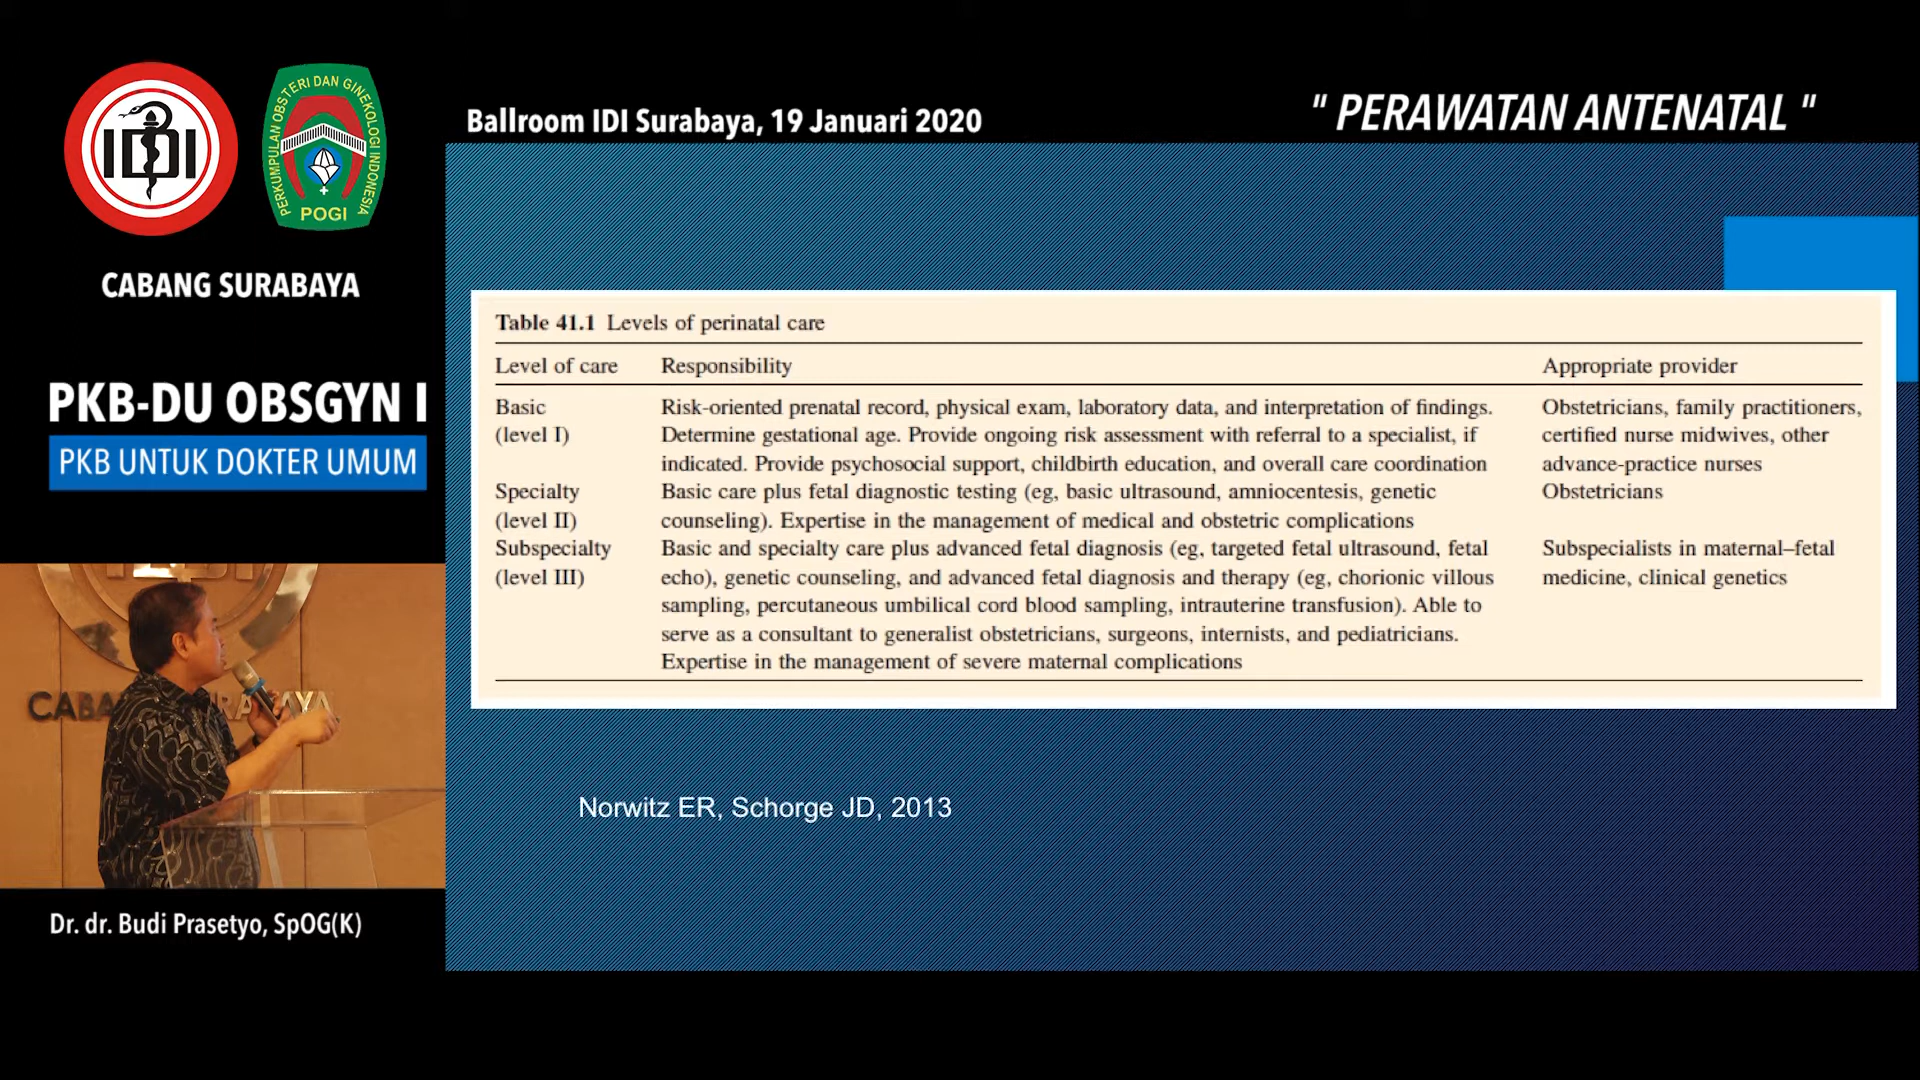 IDI
PERKUMPULAN OBSTERI DAN GINEKOLOGI INDONESIA
POGI
CABANG SURABAYA
PKB-DU OBSGYN I
PKB UNTUK DOKTER UMUM
Dr. dr. Budi Prasetyo, SpOG(K)
Ballroom IDI Surabaya, 19 Januari 2020
" PERAWATAN ANTENATAL "
Table 41.1 Levels of perinatal care
Level of care Responsibility Appropriate provider
Basic Risk-oriented prenatal record, physical exam, laboratory data, and interpretation of findings. Obstetricians, family practitioners,
(level I) Determine gestational age. Provide ongoing risk assessment with referral to a specialist, if certified nurse midwives, other
indicated. Provide psychosocial support, childbirth education, and overall care coordination advance-practice nurses
Specialty Basic care plus fetal diagnostic testing (eg, basic ultrasound, amniocentesis, genetic Obstetricians
(level II) counseling). Expertise in the management of medical and obstetric complications
Subspecialty Basic and specialty care plus advanced fetal diagnosis (eg, targeted fetal ultrasound, fetal Subspecialists in maternal–fetal
(level III) echo), genetic counseling, and advanced fetal diagnosis and therapy (eg, chorionic villous medicine, clinical genetics
sampling, percutaneous umbilical cord blood sampling, intrauterine transfusion). Able to
serve as a consultant to generalist obstetricians, surgeons, internists, and pediatricians.
Expertise in the management of severe maternal complications
Norwitz ER, Schorge JD, 2013